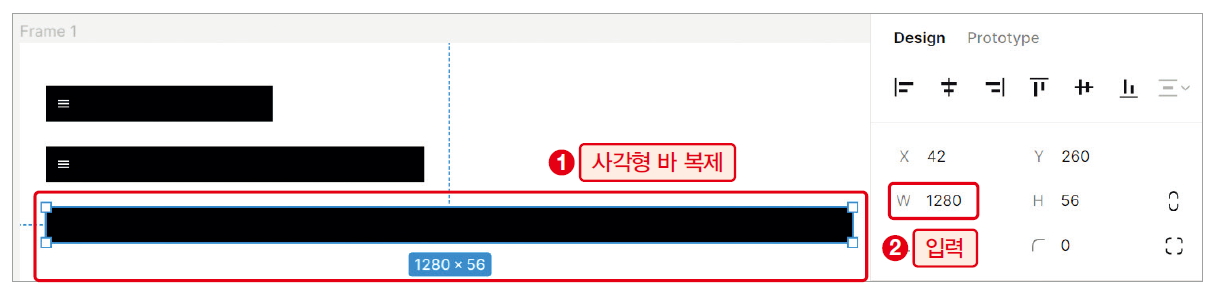 Frame 1
Design Prototype
1 사각형 바 복제
X 42 Y 260
W 1280 H 56
2 입력
0
1280 × 56